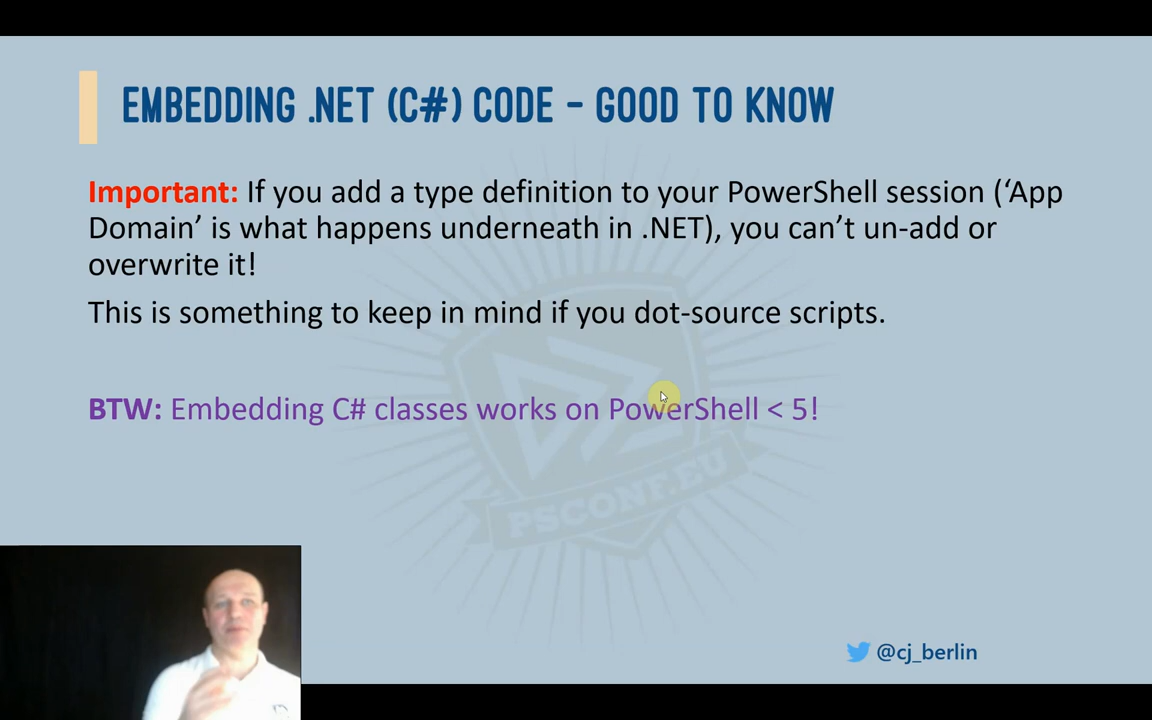 EMBEDDING .NET (C#) CODE – GOOD TO KNOW
Important: If you add a type definition to your PowerShell session (‘App
Domain’ is what happens underneath in .NET), you can’t un-add or
overwrite it!
This is something to keep in mind if you dot-source scripts.
BTW: Embedding C# classes works on PowerShell < 5!
PSCONF.EU
@cj_berlin